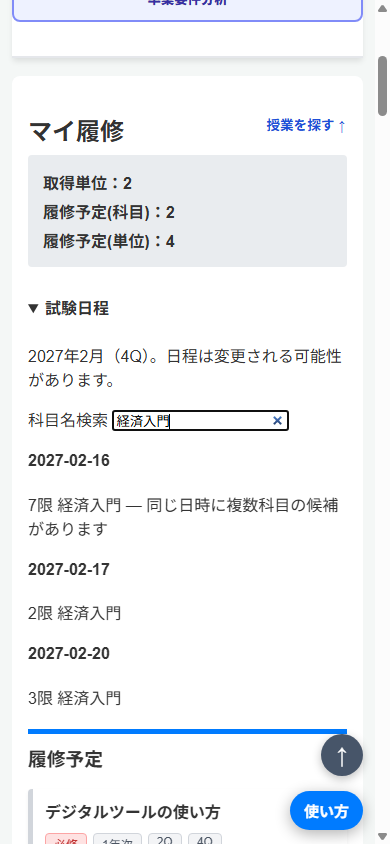 卒業要件分析
マイ履修
授業を探す ↑
取得単位：2
履修予定(科目)：2
履修予定(単位)：4
▼ 試験日程
2027年2月（4Q）。日程は変更される可能性
があります。
科目名検索 経済入門 ×
2027-02-16
7限 経済入門 — 同じ日時に複数科目の候補
があります
2027-02-17
2限 経済入門
2027-02-20
3限 経済入門
↑
履修予定
デジタルツールの使い方
使い方
必修 1年次 2Q 4Q